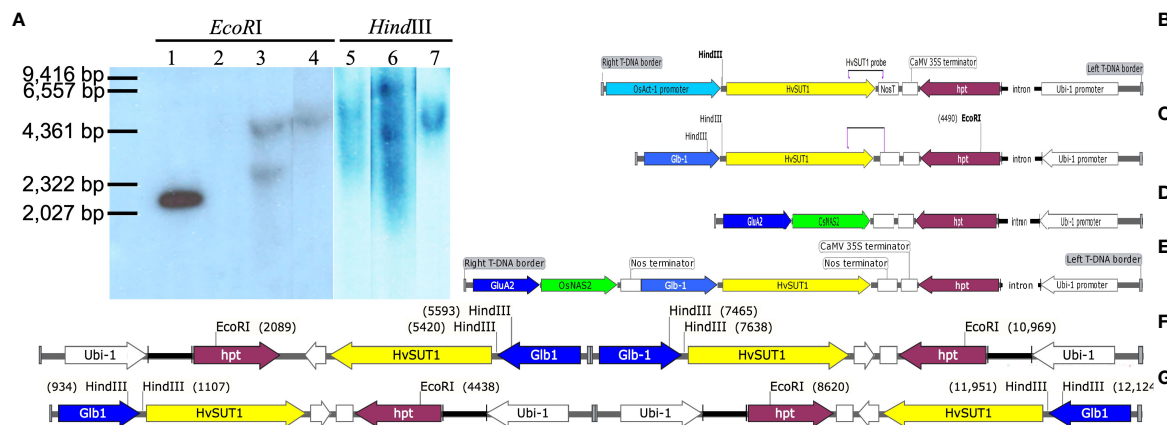 A
EcoRI HindIII
1 2 3 4 5 6 7
9,416 bp
6,557 bp
4,361 bp
2,322 bp
2,027 bp
B
Right T-DNA border HindIII HvSUT1 probe CaMV 35S terminator Left T-DNA border
OsAct-1 promoter HvSUT1 NosT hpt intron Ubi-1 promoter
C
HindIII (4490) EcoRI
HindIII
Glb-1 HvSUT1 hpt intron Ubi-1 promoter
D
GluA2 OsNAS2 hpt intron Ubi-1 promoter
E
CaMV 35S terminator
Right T-DNA border Nos terminator Nos terminator Left T-DNA border
GluA2 OsNAS2 Glb-1 HvSUT1 hpt intron Ubi-1 promoter
F
(5593) HindIII HindIII (7465)
EcoRI (2089) (5420) HindIII HindIII (7638) EcoRI (10,969)
Ubi-1 hpt HvSUT1 Glb1 Glb-1 HvSUT1 hpt Ubi-1
G
(934) HindIII HindIII (1107) EcoRI (4438) EcoRI (8620) (11,951) HindIII HindIII (12,124
Glb1 HvSUT1 hpt Ubi-1 Ubi-1 hpt HvSUT1 Glb1